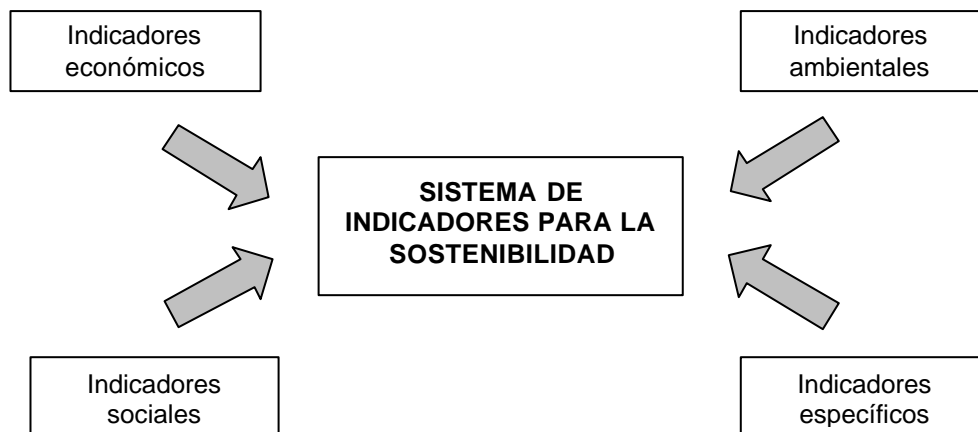 Indicadores
económicos
Indicadores
ambientales
SISTEMA DE
INDICADORES PARA LA
SOSTENIBILIDAD
Indicadores
sociales
Indicadores
específicos